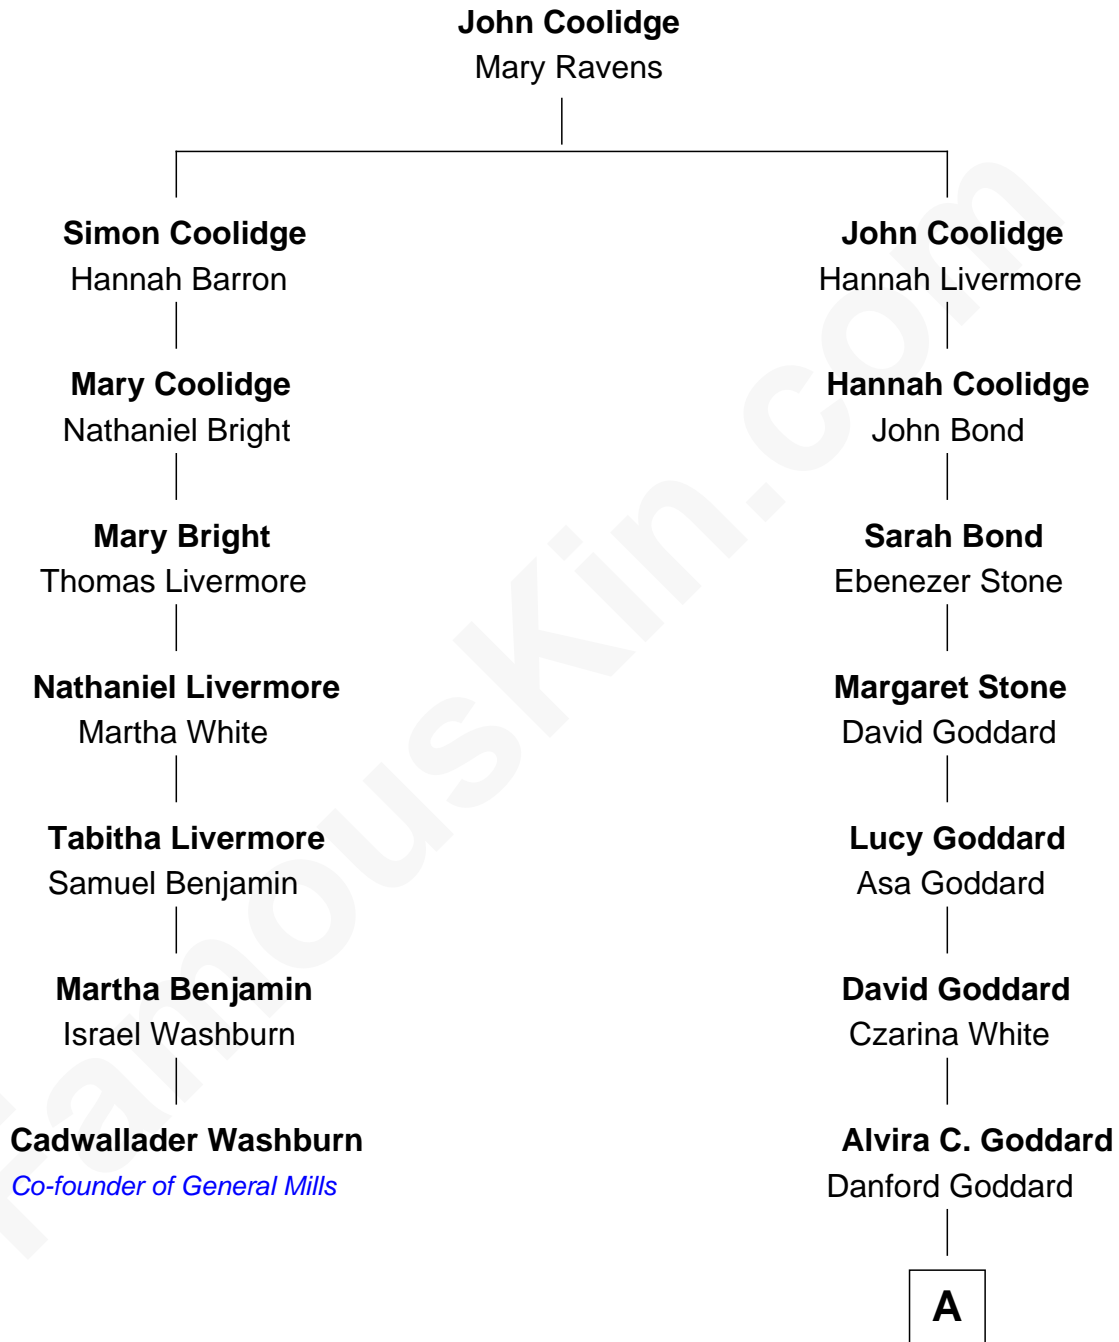 John Coolidge
Mary Ravens
Simon Coolidge
Hannah Barron
John Coolidge
Hannah Livermore
Mary Coolidge
Nathaniel Bright
Hannah Coolidge
John Bond
Mary Bright
Thomas Livermore
Sarah Bond
Ebenezer Stone
Nathaniel Livermore
Martha White
Margaret Stone
David Goddard
Tabitha Livermore
Samuel Benjamin
Lucy Goddard
Asa Goddard
Martha Benjamin
Israel Washburn
David Goddard
Czarina White
Cadwallader Washburn
Co-founder of General Mills
Alvira C. Goddard
Danford Goddard
A
FamousKin.com